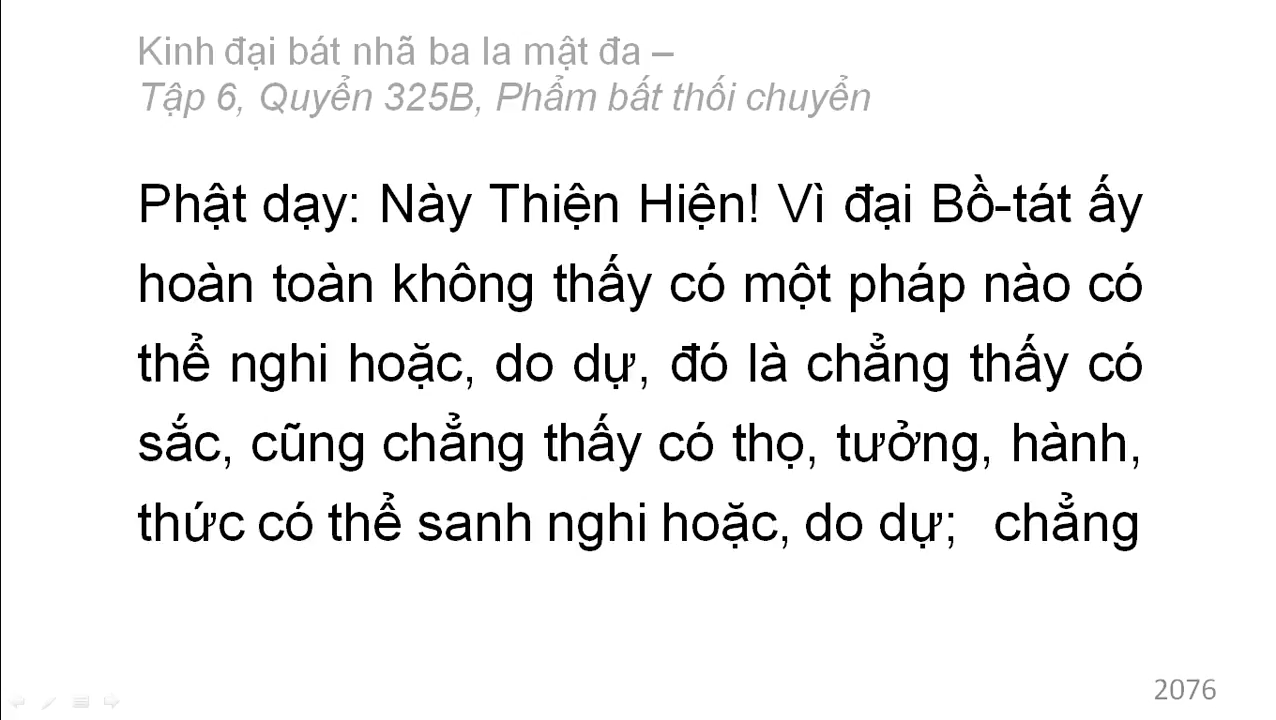 Kinh đại bát nhã ba la mật đa –
Tập 6, Quyển 325B, Phẩm bất thối chuyển
Phật dạy: Này Thiện Hiện! Vì đại Bồ-tát ấy
hoàn toàn không thấy có một pháp nào có
thể nghi hoặc, do dự, đó là chẳng thấy có
sắc, cũng chẳng thấy có thọ, tưởng, hành,
thức có thể sanh nghi hoặc, do dự; chẳng
2076